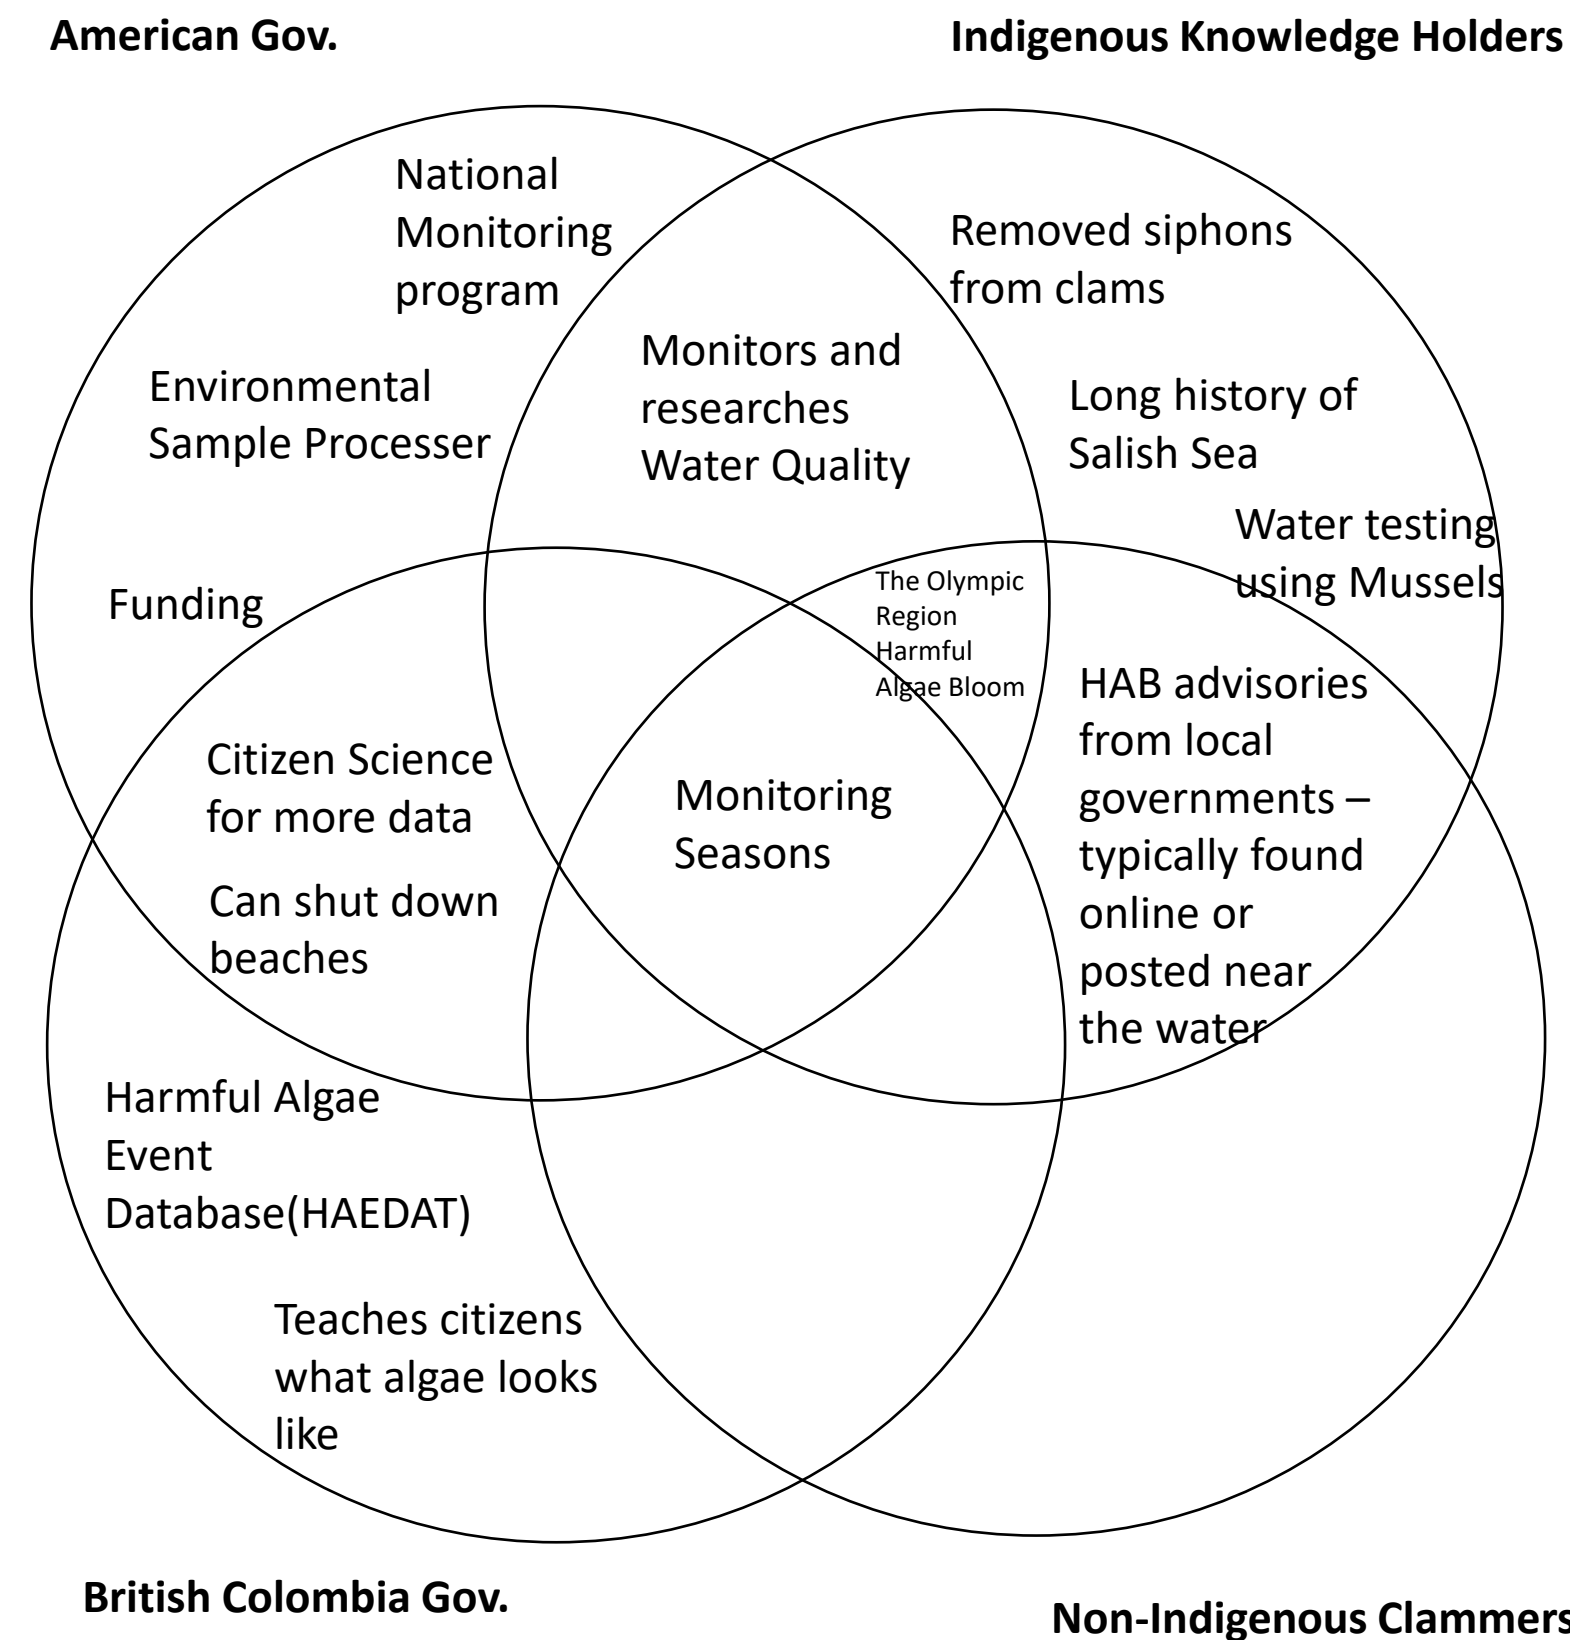 American Gov.
Indigenous Knowledge Holders
National
Monitoring
program
Removed siphons
from clams
Monitors and
researches
Water Quality
Environmental
Sample Processer
Long history of
Salish Sea
Water testing
using Mussels
Funding
The Olympic
Region
Harmful
Algae Bloom
HAB advisories
from local
governments –
typically found
online or
posted near
the water
Citizen Science
for more data
Monitoring
Seasons
Can shut down
beaches
Harmful Algae
Event
Database(HAEDAT)
Teaches citizens
what algae looks
like
British Colombia Gov.
Non-Indigenous Clammers